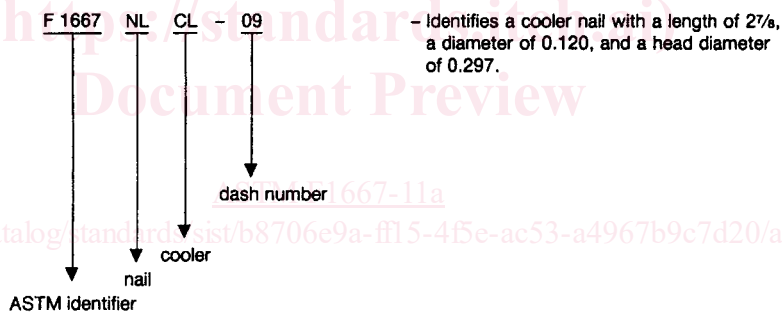 F 1667 NL CL – 09
– Identifies a cooler nail with a length of 2⅞,
a diameter of 0.120, and a head diameter
of 0.297.
https://standards.iteh.ai)
Document Preview
dash number
ASTM F1667-11a
atalog/standards/sist/b8706e9a-ff15-4f5e-ac53-a4967b9c7d20/a
cooler
nail
ASTM identifier